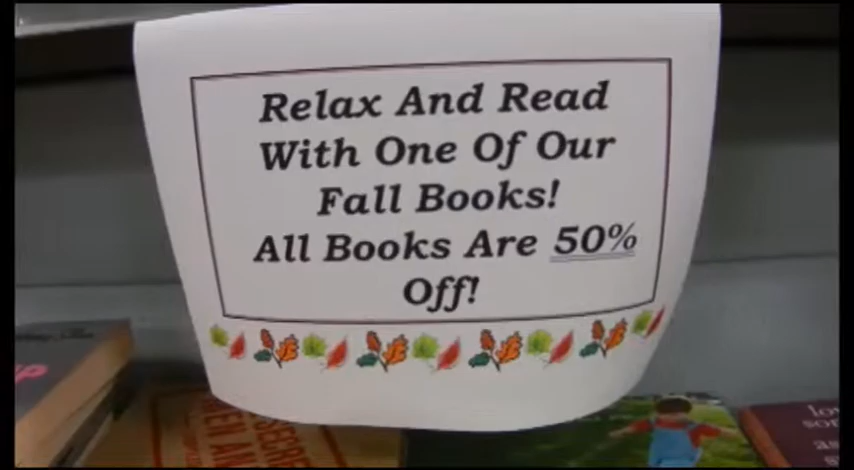 Relax And Read
With One Of Our
Fall Books!
All Books Are 50%
Off!